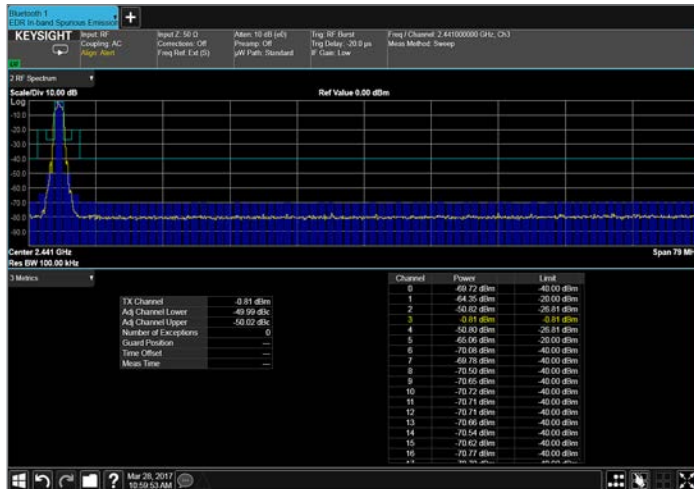 Bluetooth 1
EDR In-band Spurious Emission
KEYSIGHT
Input: RF
Coupling: AC
Align: Alert
Input Z: 50 Ω
Corrections: Off
Freq Ref: Ext (S)
Atten: 10 dB (e0)
Preamp: Off
µW Path: Standard
Trig: RF Burst
Trig Delay: -20.0 µs
IF Gain: Low
Freq / Channel: 2.441000000 GHz, Ch3
Meas Method: Sweep
2 RF Spectrum
Scale/Div 10.00 dB
Ref Value 0.00 dBm
Log
-10.0
-20.0
-30.0
-40.0
-50.0
-60.0
-70.0
-80.0
-90.0
Center 2.441 GHz
Span 79 MH
Res BW 100.00 kHz
3 Metrics
TX Channel -0.81 dBm
Adj Channel Lower -49.99 dBc
Adj Channel Upper -50.02 dBc
Number of Exceptions 0
Guard Position ---
Time Offset ---
Meas Time ---
Channel Power Limit
0 -69.72 dBm -40.00 dBm
1 -64.35 dBm -20.00 dBm
2 -50.82 dBm -26.81 dBm
3 -0.81 dBm -0.81 dBm
4 -50.80 dBm -26.81 dBm
5 -65.06 dBm -20.00 dBm
6 -70.08 dBm -40.00 dBm
7 -69.78 dBm -40.00 dBm
8 -70.50 dBm -40.00 dBm
9 -70.65 dBm -40.00 dBm
10 -70.72 dBm -40.00 dBm
11 -70.71 dBm -40.00 dBm
12 -70.71 dBm -40.00 dBm
13 -70.66 dBm -40.00 dBm
14 -70.54 dBm -40.00 dBm
15 -70.62 dBm -40.00 dBm
16 -70.77 dBm -40.00 dBm
Mar 28, 2017
10:59:53 AM